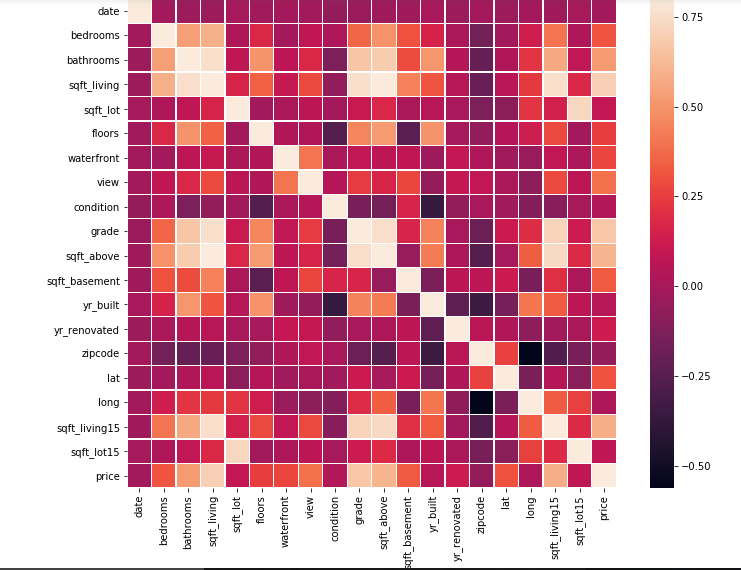 date
bedrooms
bathrooms
sqft_living
sqft_lot
floors
waterfront
view
condition
grade
sqft_above
sqft_basement
yr_built
yr_renovated
zipcode
lat
long
sqft_living15
sqft_lot15
price
date
bedrooms
bathrooms
sqft_living
sqft_lot
floors
waterfront
view
condition
grade
sqft_above
sqft_basement
yr_built
yr_renovated
zipcode
lat
long
sqft_living15
sqft_lot15
price
0.75
0.50
0.25
0.00
−0.25
−0.50